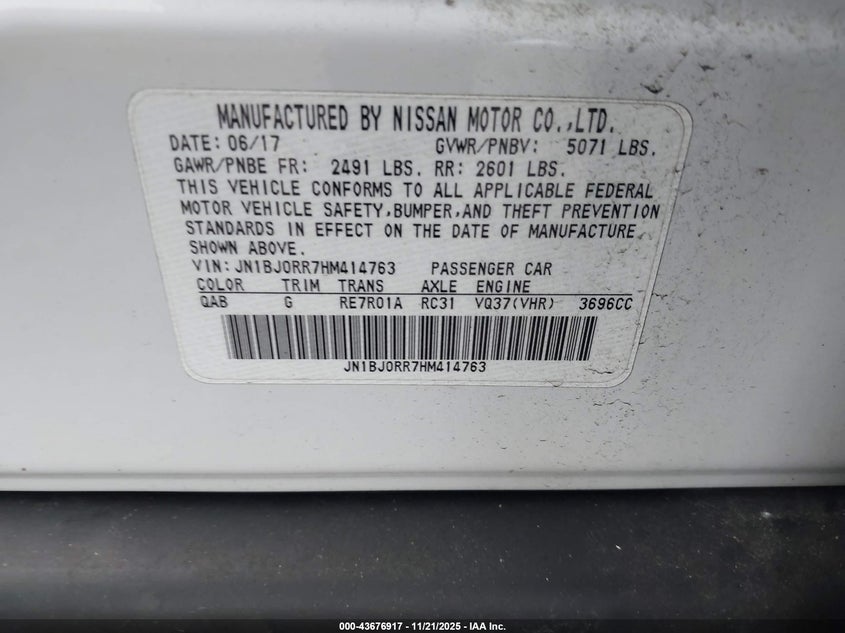 MANUFACTURED BY NISSAN MOTOR CO.,LTD.
DATE: 06/17 GVWR/PNBV: 5071 LBS.
GAWR/PNBE FR: 2491 LBS. RR: 2601 LBS.
THIS VEHICLE CONFORMS TO ALL APPLICABLE FEDERAL
MOTOR VEHICLE SAFETY,BUMPER,AND THEFT PREVENTION
STANDARDS IN EFFECT ON THE DATE OF MANUFACTURE
SHOWN ABOVE.
VIN: JN1BJ0RR7HM414763 PASSENGER CAR
COLOR TRIM TRANS AXLE ENGINE
QAB G RE7R01A RC31 VQ37(VHR) 3696CC
JN1BJ0RR7HM414763
000-43676917 - 11/21/2025 - IAA Inc.